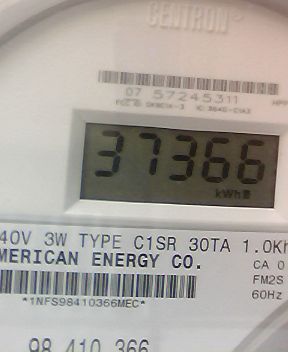 CENTRON
07 57245311
37366
kWh
40V 3W TYPE C1SR 30TA 1.0Kh
MERICAN ENERGY CO.
CA 0
FM2S
60Hz
*1NFS98410366MEC*
98 410 366